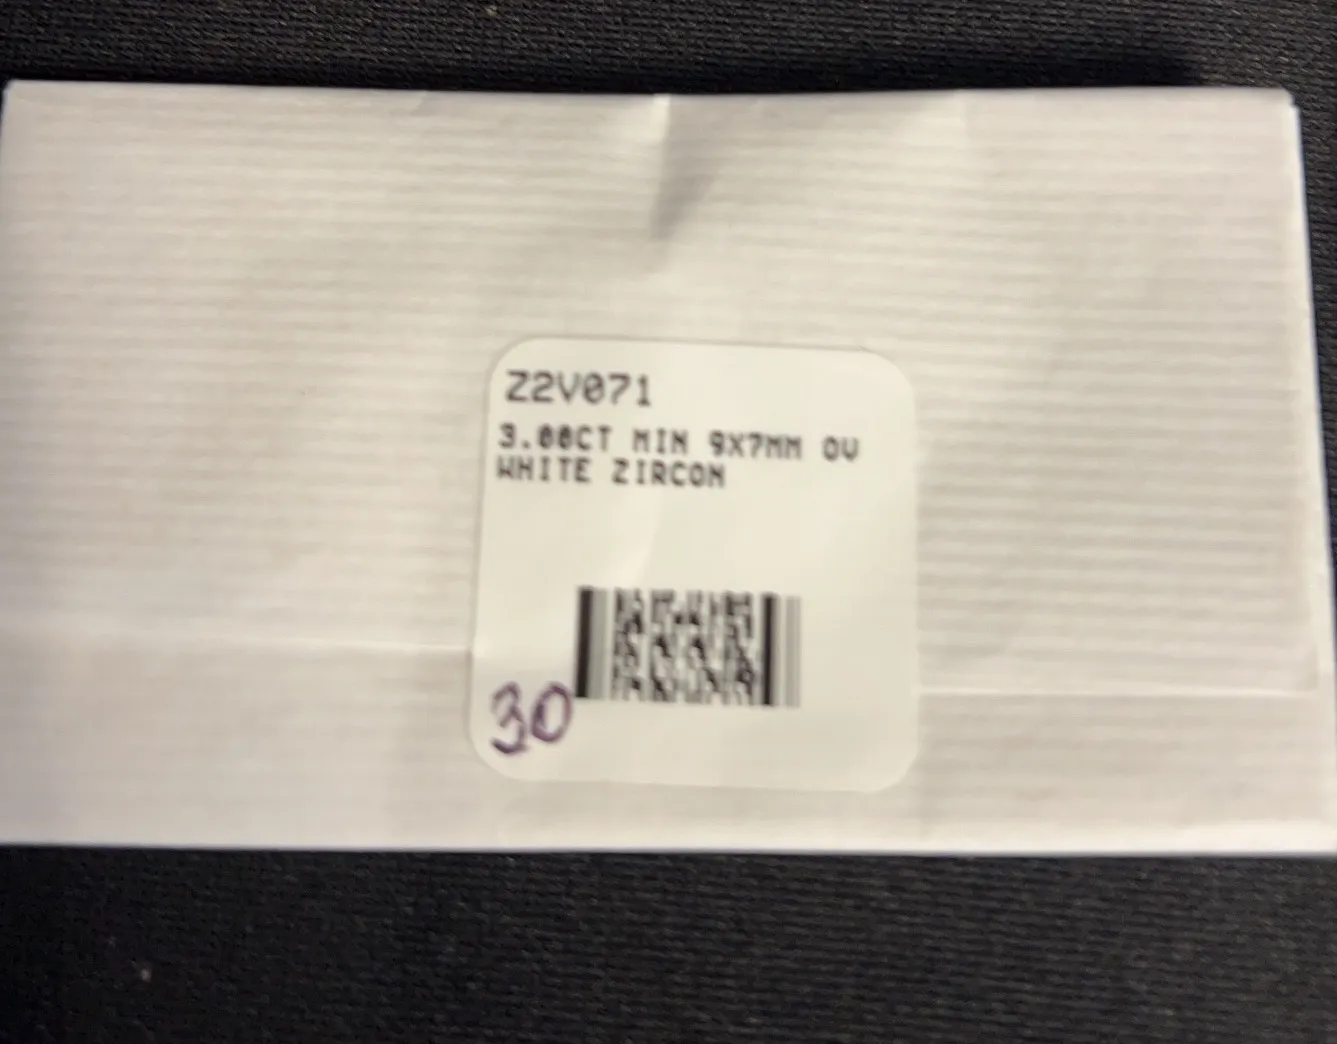 Z2V071
3.00CT MIN 9X7MM OV
WHITE ZIRCON
30